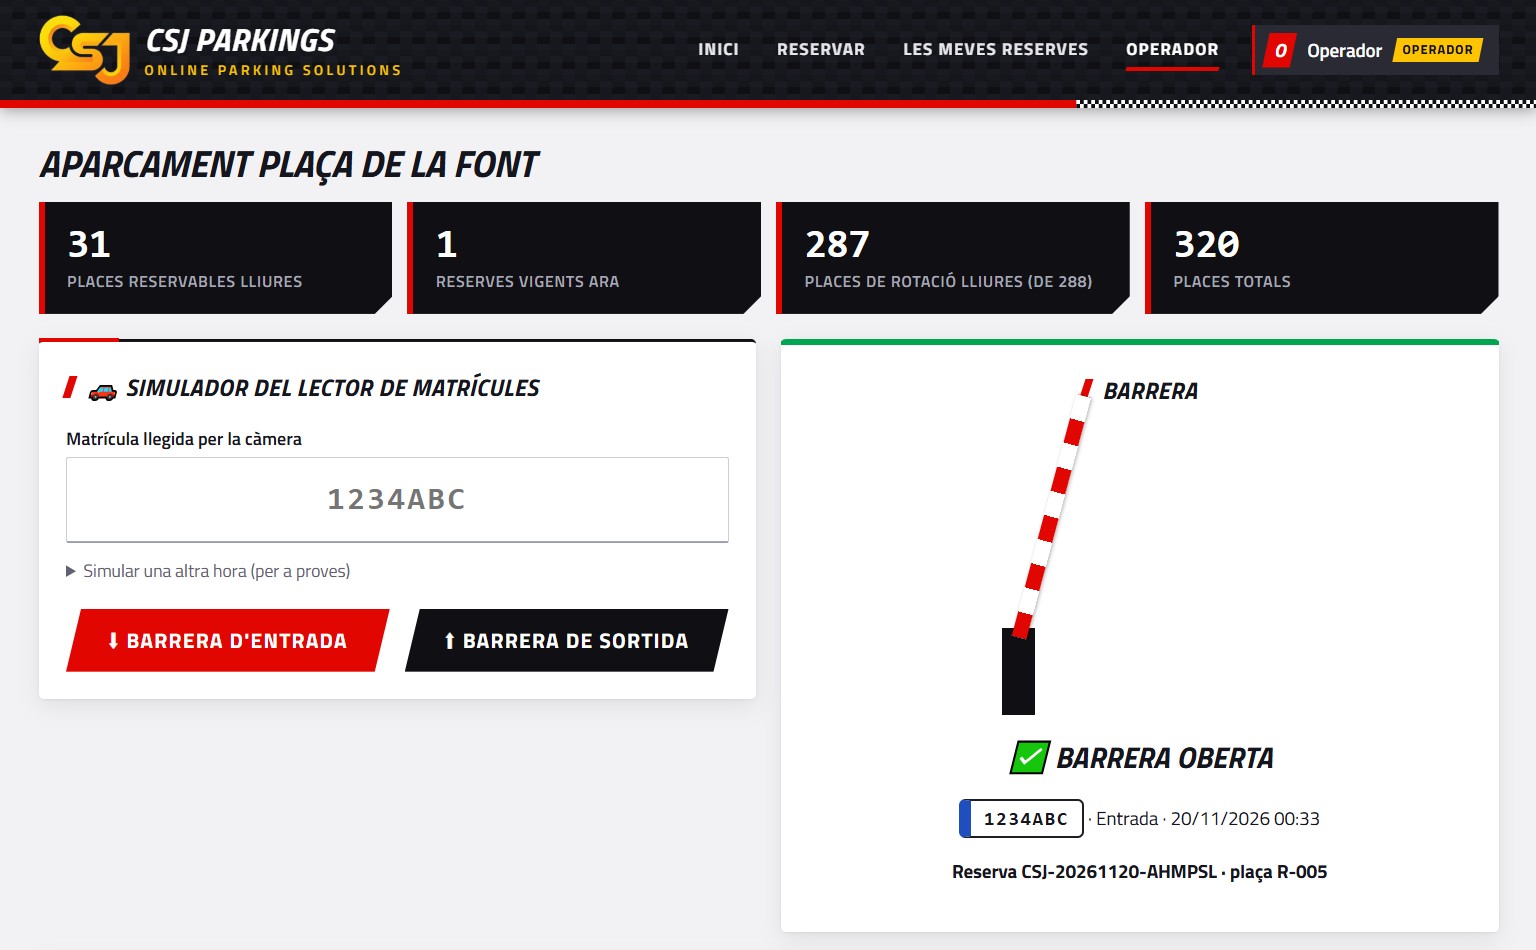 CSJ
CSJ PARKINGS
ONLINE PARKING SOLUTIONS
INICI
RESERVAR
LES MEVES RESERVES
OPERADOR
O
Operador
OPERADOR
APARCAMENT PLAÇA DE LA FONT
31
PLACES RESERVABLES LLIURES
1
RESERVES VIGENTS ARA
287
PLACES DE ROTACIÓ LLIURES (DE 288)
320
PLACES TOTALS
SIMULADOR DEL LECTOR DE MATRÍCULES
Matrícula llegida per la càmera
1234ABC
Simular una altra hora (per a proves)
⬇ BARRERA D'ENTRADA
⬆ BARRERA DE SORTIDA
BARRERA
BARRERA OBERTA
1234ABC · Entrada · 20/11/2026 00:33
Reserva CSJ-20261120-AHMPSL · plaça R-005